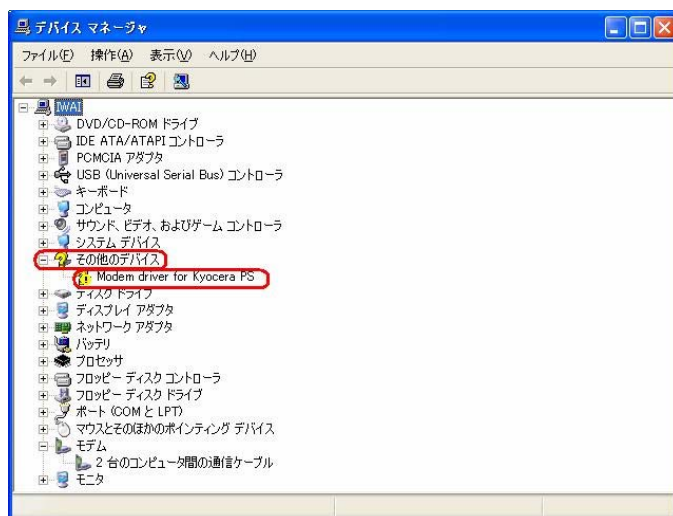 デバイス マネージャ
ファイル(F) 操作(A) 表示(V) ヘルプ(H)
IWAI
DVD/CD-ROM ドライブ
IDE ATA/ATAPI コントローラ
PCMCIA アダプタ
USB (Universal Serial Bus) コントローラ
キーボード
コンピュータ
サウンド、ビデオ、およびゲーム コントローラ
システム デバイス
その他のデバイス
Modem driver for Kyocera PS
ディスク ドライブ
ディスプレイ アダプタ
ネットワーク アダプタ
バッテリ
プロセッサ
フロッピー ディスク コントローラ
フロッピー ディスク ドライブ
ポート (COM と LPT)
マウスとそのほかのポインティング デバイス
モデム
2 台のコンピュータ間の通信ケーブル
モニタ